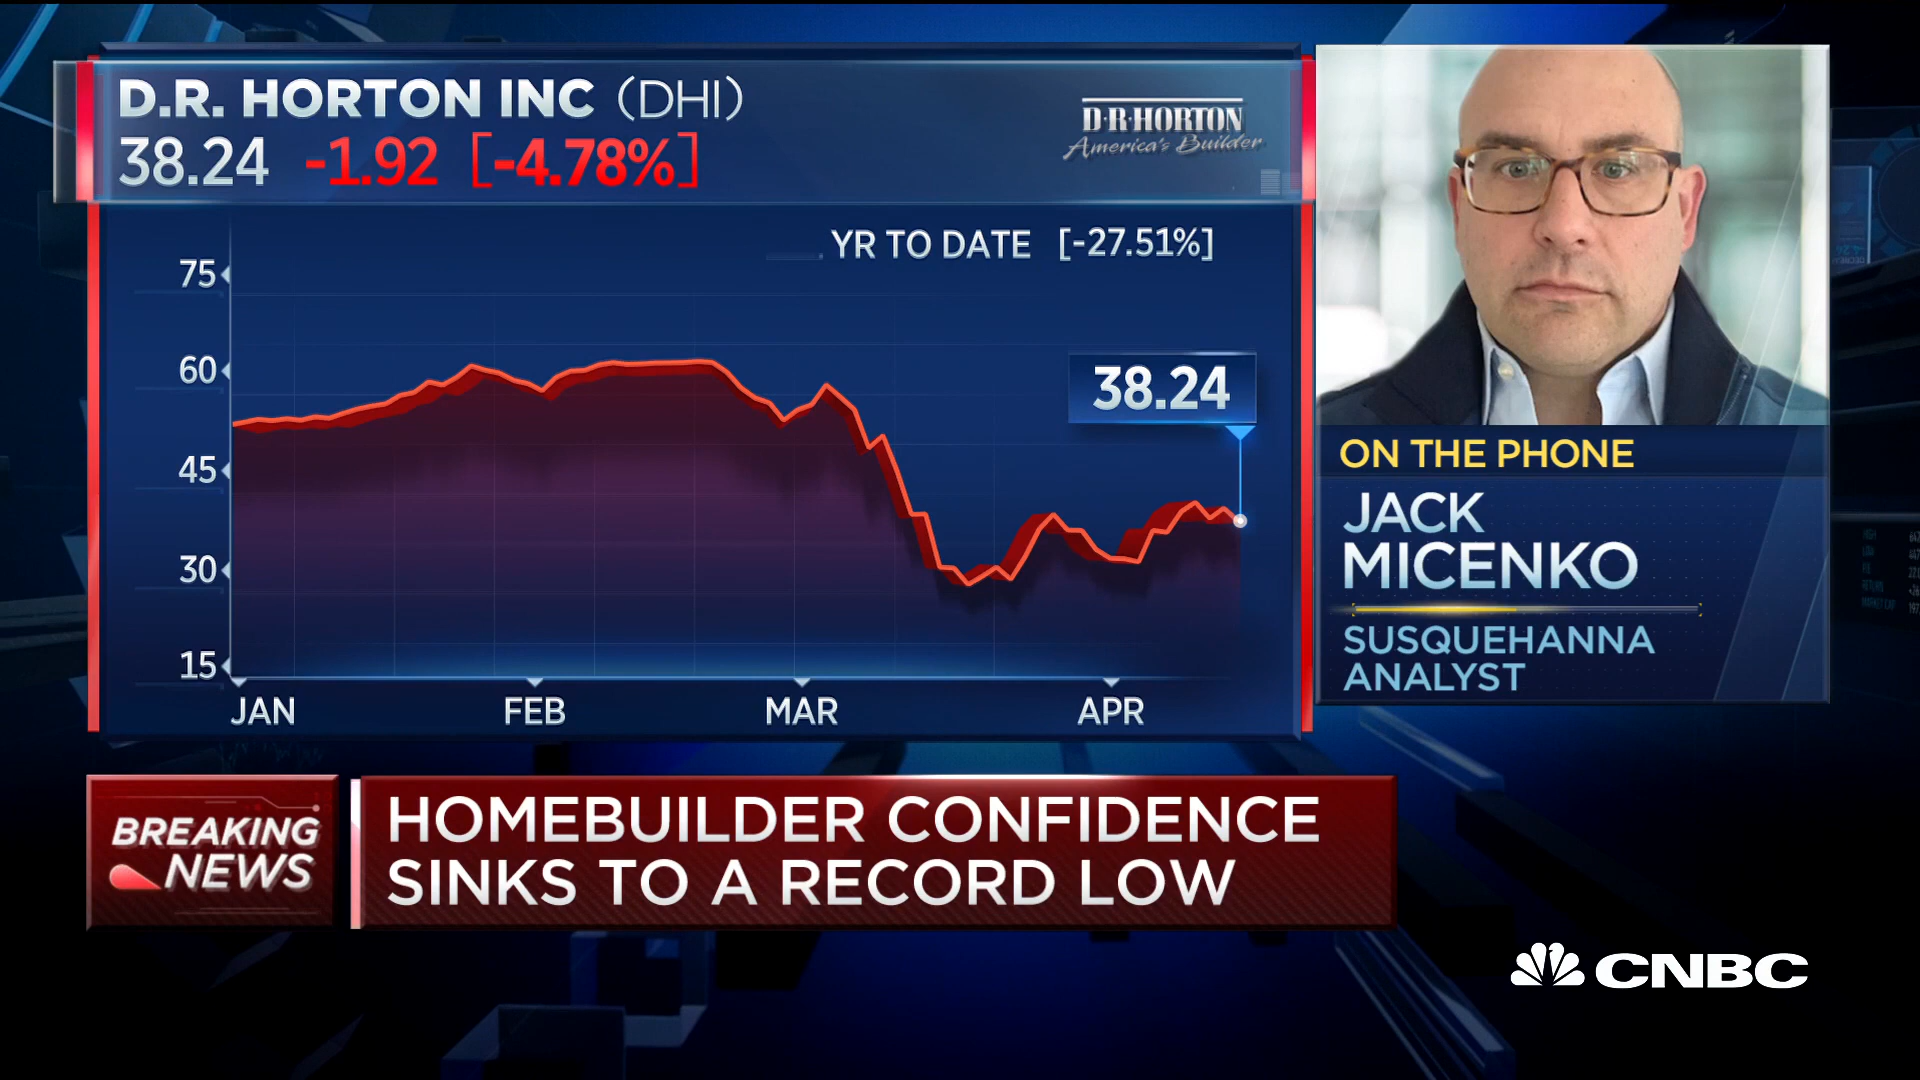 D.R. HORTON INC (DHI)
38.24 -1.92 [-4.78%]
D·R·HORTON
America's Builder
YR TO DATE [-27.51%]
75
60
45
30
15
38.24
JAN FEB MAR APR
ON THE PHONE
JACK
MICENKO
SUSQUEHANNA
ANALYST
BREAKING
NEWS
HOMEBUILDER CONFIDENCE
SINKS TO A RECORD LOW
CNBC